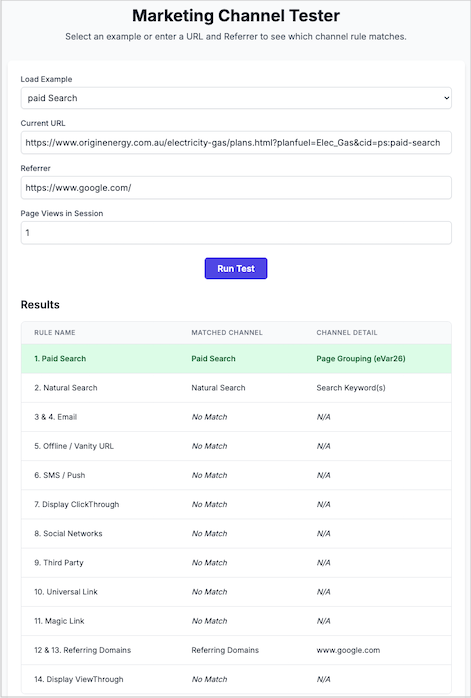 Marketing Channel Tester
Select an example or enter a URL and Referrer to see which channel rule matches.
Load Example
paid Search
Current URL
https://www.originenergy.com.au/electricity-gas/plans.html?planfuel=Elec_Gas&cid=ps:paid-search
Referrer
https://www.google.com/
Page Views in Session
1
Run Test
Results
RULE NAME MATCHED CHANNEL CHANNEL DETAIL
1. Paid Search Paid Search Page Grouping (eVar26)
2. Natural Search Natural Search Search Keyword(s)
3 & 4. Email No Match N/A
5. Offline / Vanity URL No Match N/A
6. SMS / Push No Match N/A
7. Display ClickThrough No Match N/A
8. Social Networks No Match N/A
9. Third Party No Match N/A
10. Universal Link No Match N/A
11. Magic Link No Match N/A
12 & 13. Referring Domains Referring Domains www.google.com
14. Display ViewThrough No Match N/A